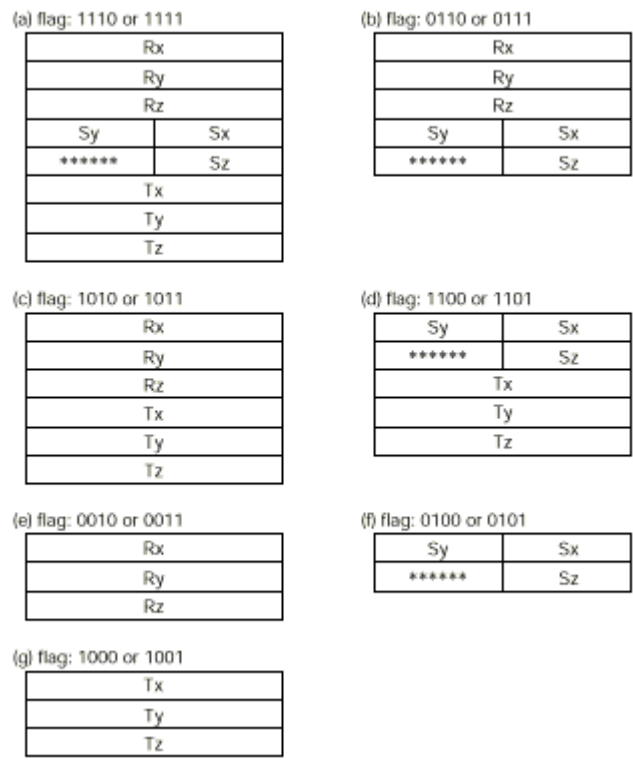 (a) flag: 1110 or 1111
Rx
Ry
Rz
Sy Sx
****** Sz
Tx
Ty
Tz
(b) flag: 0110 or 0111
Rx
Ry
Rz
Sy Sx
****** Sz
(c) flag: 1010 or 1011
Rx
Ry
Rz
Tx
Ty
Tz
(d) flag: 1100 or 1101
Sy Sx
****** Sz
Tx
Ty
Tz
(e) flag: 0010 or 0011
Rx
Ry
Rz
(f) flag: 0100 or 0101
Sy Sx
****** Sz
(g) flag: 1000 or 1001
Tx
Ty
Tz